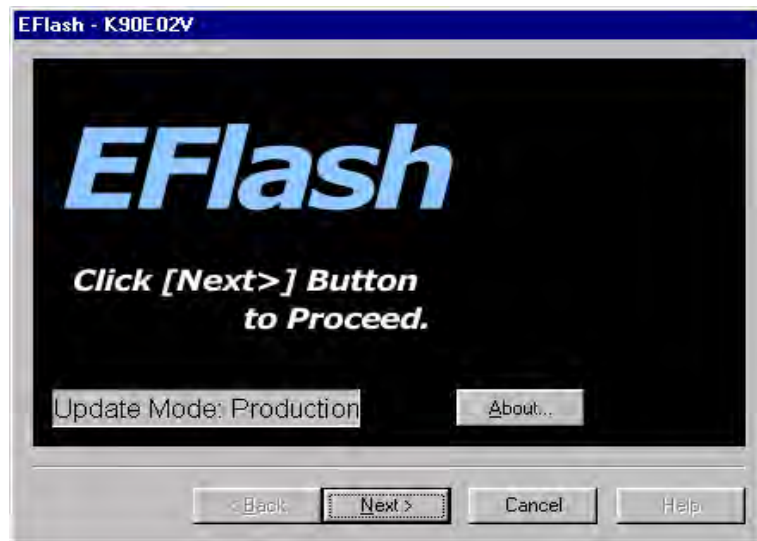 EFlash - K90E02V
EFlash
Click [Next>] Button
to Proceed.
Update Mode: Production
About...
< Back
Next >
Cancel
Help